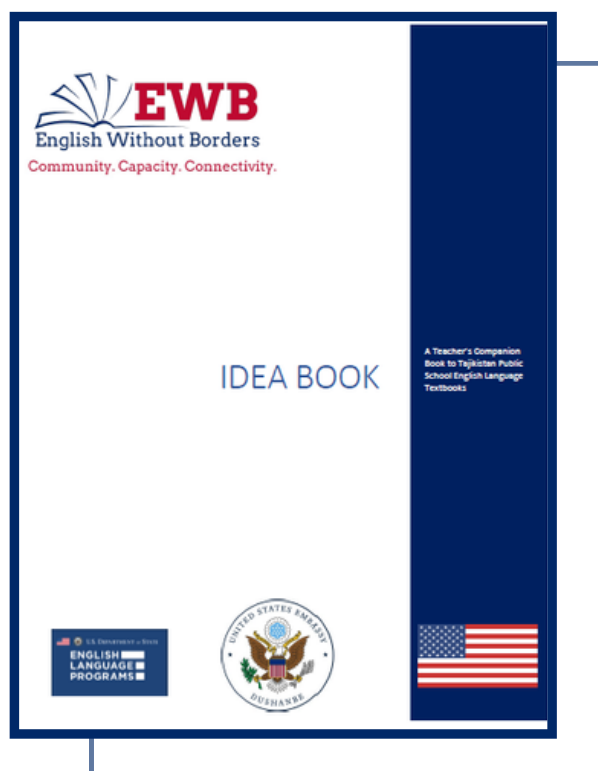 EWB
English Without Borders
Community. Capacity. Connectivity.
IDEA BOOK
A Teacher's Companion
Book to Tajikistan Public
School English Language
Textbooks
U.S. DEPARTMENT of STATE
ENGLISH
LANGUAGE
PROGRAMS
UNITED STATES EMBASSY
DUSHANBE